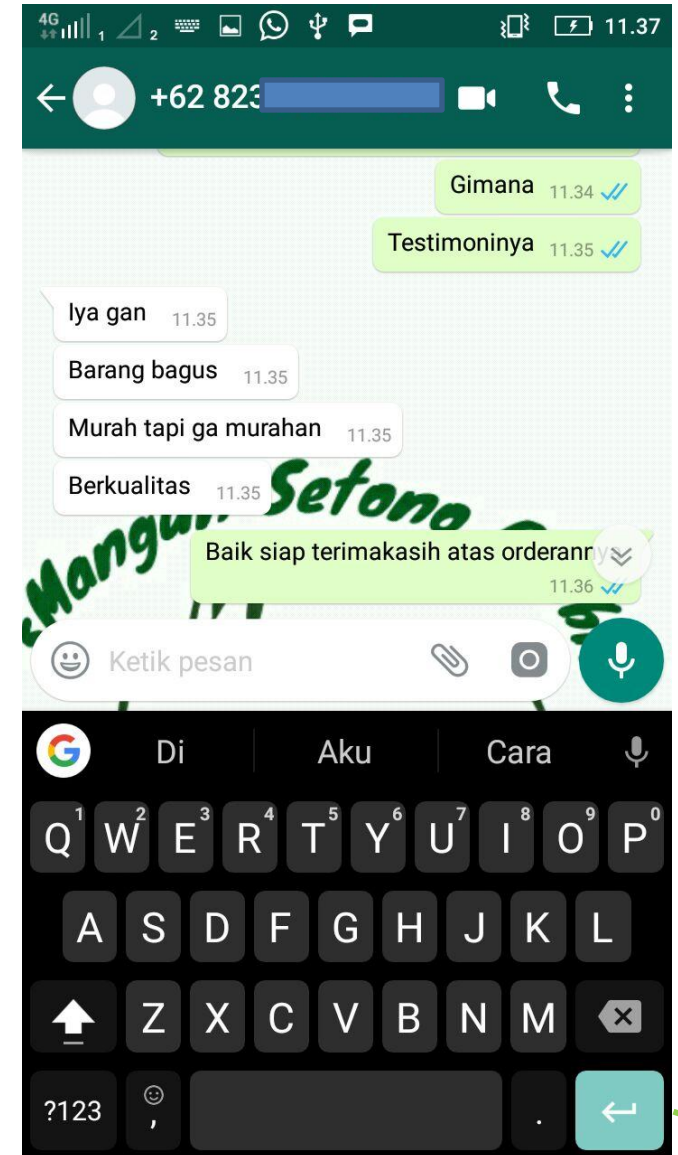 4G 1 2 11.37
+62 823
Gimana 11.34
Testimoninya 11.35
Iya gan 11.35
Barang bagus 11.35
Murah tapi ga murahan 11.35
Berkualitas 11.35
Mangun Setono
Baik siap terimakasih atas orderann
11.36
Ketik pesan
G Di Aku Cara
1 2 3 4 5 6 7 8 9 0
Q W E R T Y U I O P
A S D F G H J K L
Z X C V B N M
?123 , .